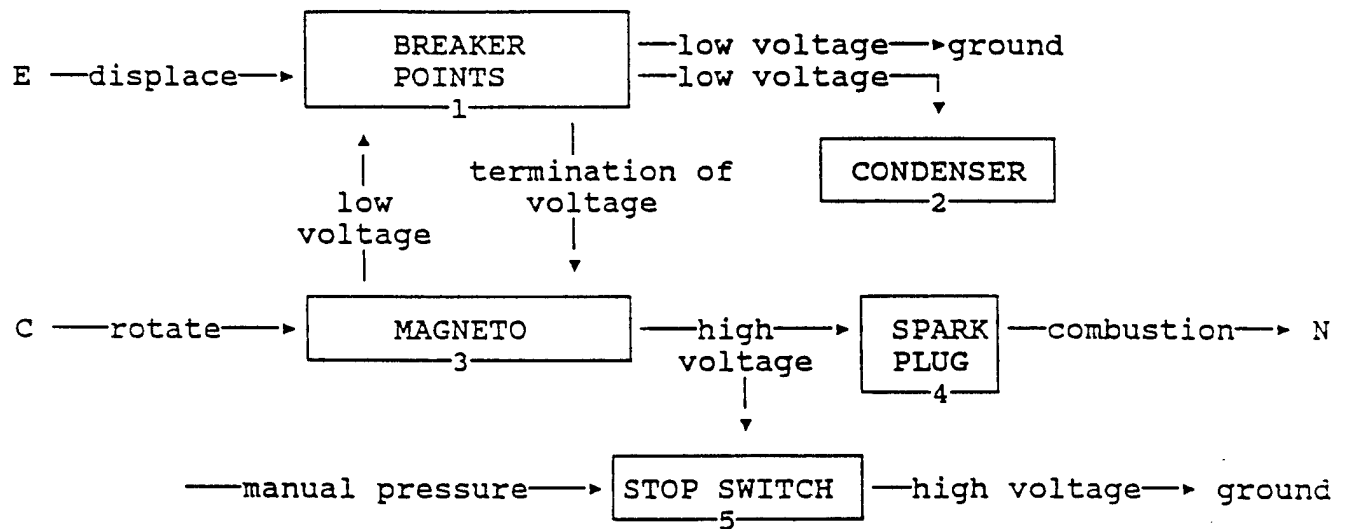 BREAKER
POINTS
1
E displace
low voltage ground
low voltage
CONDENSER
2
low
voltage
termination of
voltage
C rotate
MAGNETO
3
high
voltage
SPARK
PLUG
4
combustion N
manual pressure
STOP SWITCH
5
high voltage ground